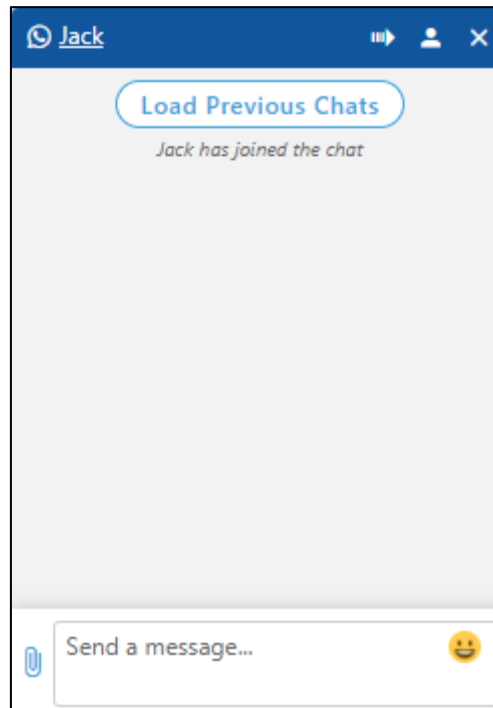 Jack
Load Previous Chats
Jack has joined the chat
Send a message...